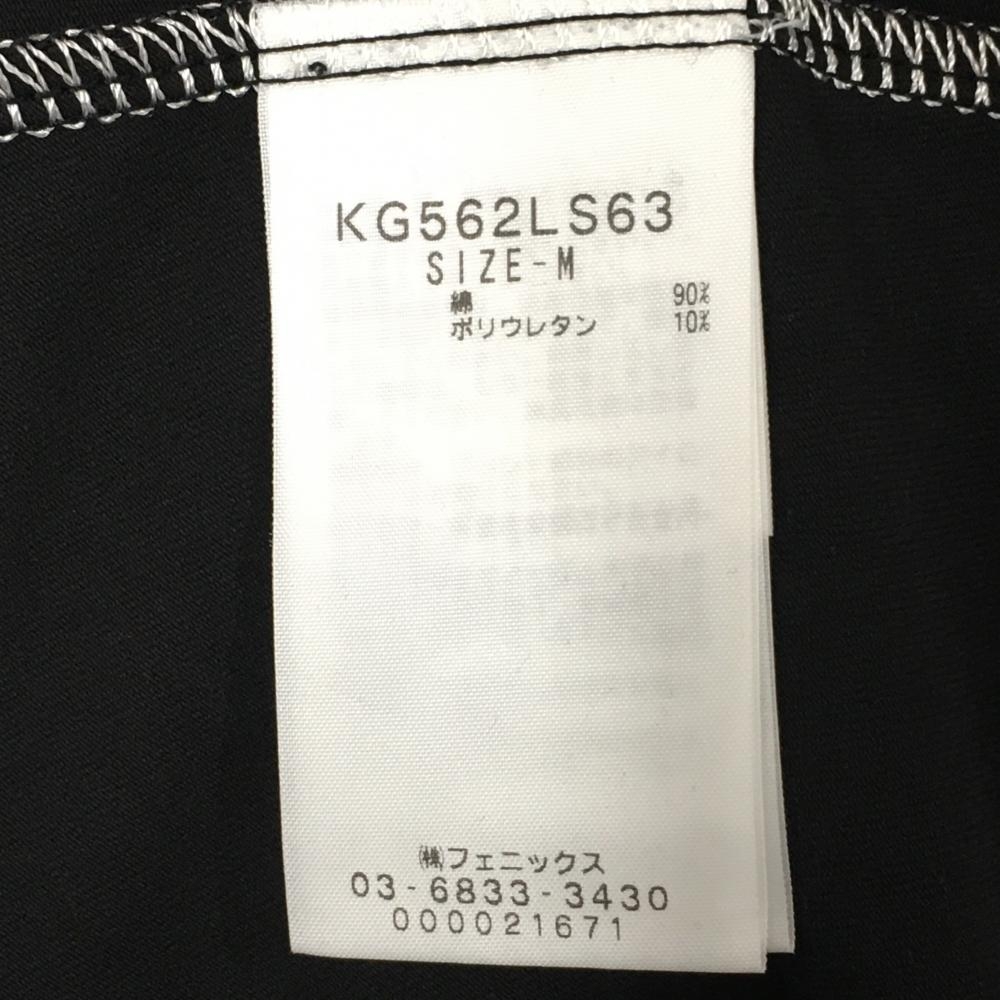 KG562LS63
SIZE-M
綿 90%
ポリウレタン 10%
㈱フェニックス
03-6833-3430
000021671